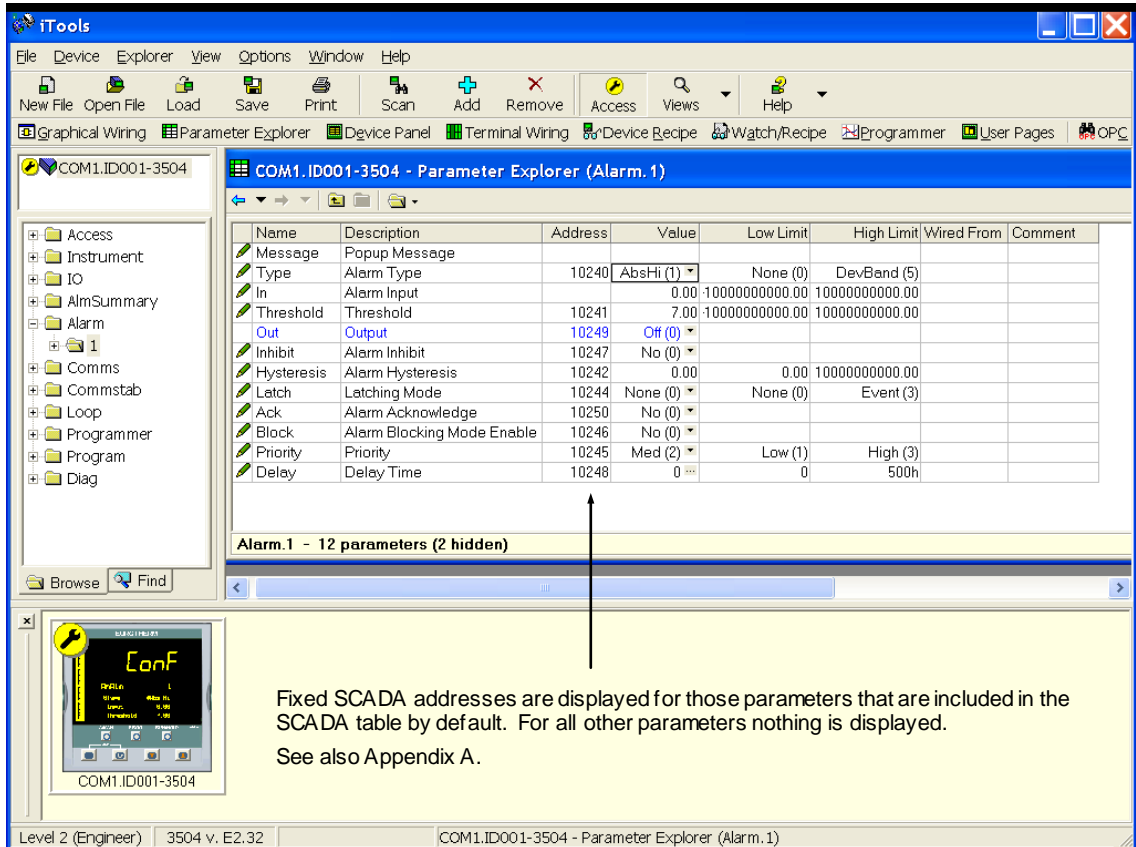 iTools
File Device Explorer View Options Window Help
New File Open File Load Save Print Scan Add Remove Access Views Help
Graphical Wiring Parameter Explorer Device Panel Terminal Wiring Device Recipe Watch/Recipe Programmer User Pages OPC
COM1.ID001-3504
COM1.ID001-3504 - Parameter Explorer (Alarm.1)
Access
Instrument
IO
AlmSummary
Alarm
1
Comms
Commstab
Loop
Programmer
Program
Diag
Browse Find
Name Description Address Value Low Limit High Limit Wired From Comment
Message Popup Message
Type Alarm Type 10240 AbsHi (1) None (0) DevBand (5)
In Alarm Input 0.00 -10000000000.00 10000000000.00
Threshold Threshold 10241 7.00 -10000000000.00 10000000000.00
Out Output 10249 Off (0)
Inhibit Alarm Inhibit 10247 No (0)
Hysteresis Alarm Hysteresis 10242 0.00 0.00 10000000000.00
Latch Latching Mode 10244 None (0) None (0) Event (3)
Ack Alarm Acknowledge 10250 No (0)
Block Alarm Blocking Mode Enable 10246 No (0)
Priority Priority 10245 Med (2) Low (1) High (3)
Delay Delay Time 10248 0 ... 0 500h
Alarm.1 - 12 parameters (2 hidden)
EUROTHERM
ConF
COM1.ID001-3504
Fixed SCADA addresses are displayed for those parameters that are included in the
SCADA table by default. For all other parameters nothing is displayed.
See also Appendix A.
Level 2 (Engineer) 3504 v. E2.32 COM1.ID001-3504 - Parameter Explorer (Alarm.1)